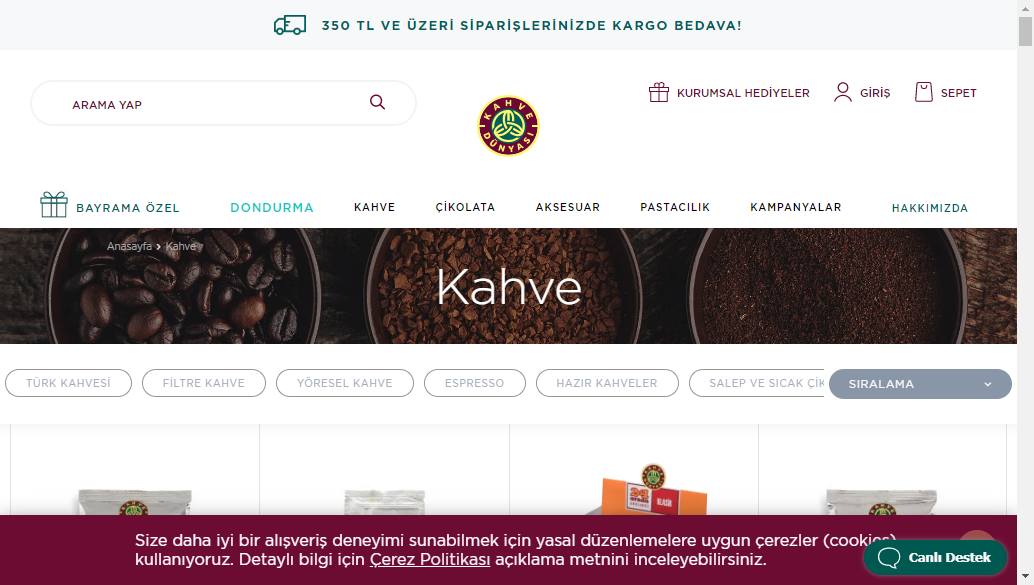 350 TL VE ÜZERİ SİPARİŞLERİNİZDE KARGO BEDAVA!
ARAMA YAP
KURUMSAL HEDİYELER
GİRİŞ
SEPET
KAHVE DÜNYASI
BAYRAMA ÖZEL
DONDURMA
KAHVE
ÇİKOLATA
AKSESUAR
PASTACILIK
KAMPANYALAR
HAKKIMIZDA
Anasayfa > Kahve
Kahve
TÜRK KAHVESİ
FİLTRE KAHVE
YÖRESEL KAHVE
ESPRESSO
HAZIR KAHVELER
SALEP VE SICAK ÇİK
SIRALAMA
KLASİK
Size daha iyi bir alışveriş deneyimi sunabilmek için yasal düzenlemelere uygun çerezler (cookies)
kullanıyoruz. Detaylı bilgi için Çerez Politikası açıklama metnini inceleyebilirsiniz.
Canlı Destek